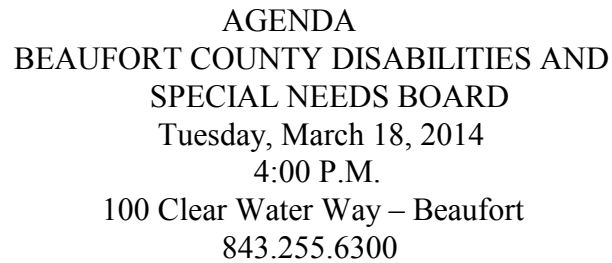 AGENDA
BEAUFORT COUNTY DISABILITIES AND
SPECIAL NEEDS BOARD
Tuesday, March 18, 2014
4:00 P.M.
100 Clear Water Way – Beaufort
843.255.6300